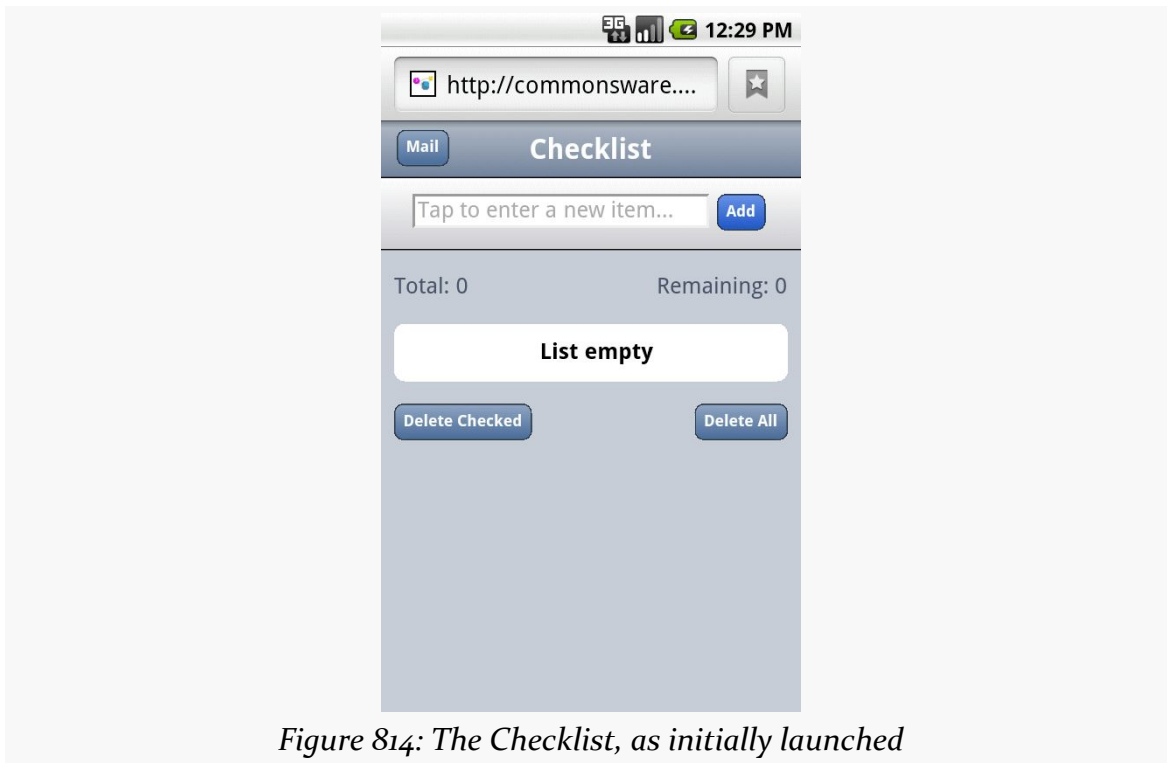 3G 12:29 PM
http://commonsware....
Mail Checklist
Tap to enter a new item... Add
Total: 0 Remaining: 0
List empty
Delete Checked Delete All
Figure 814: The Checklist, as initially launched